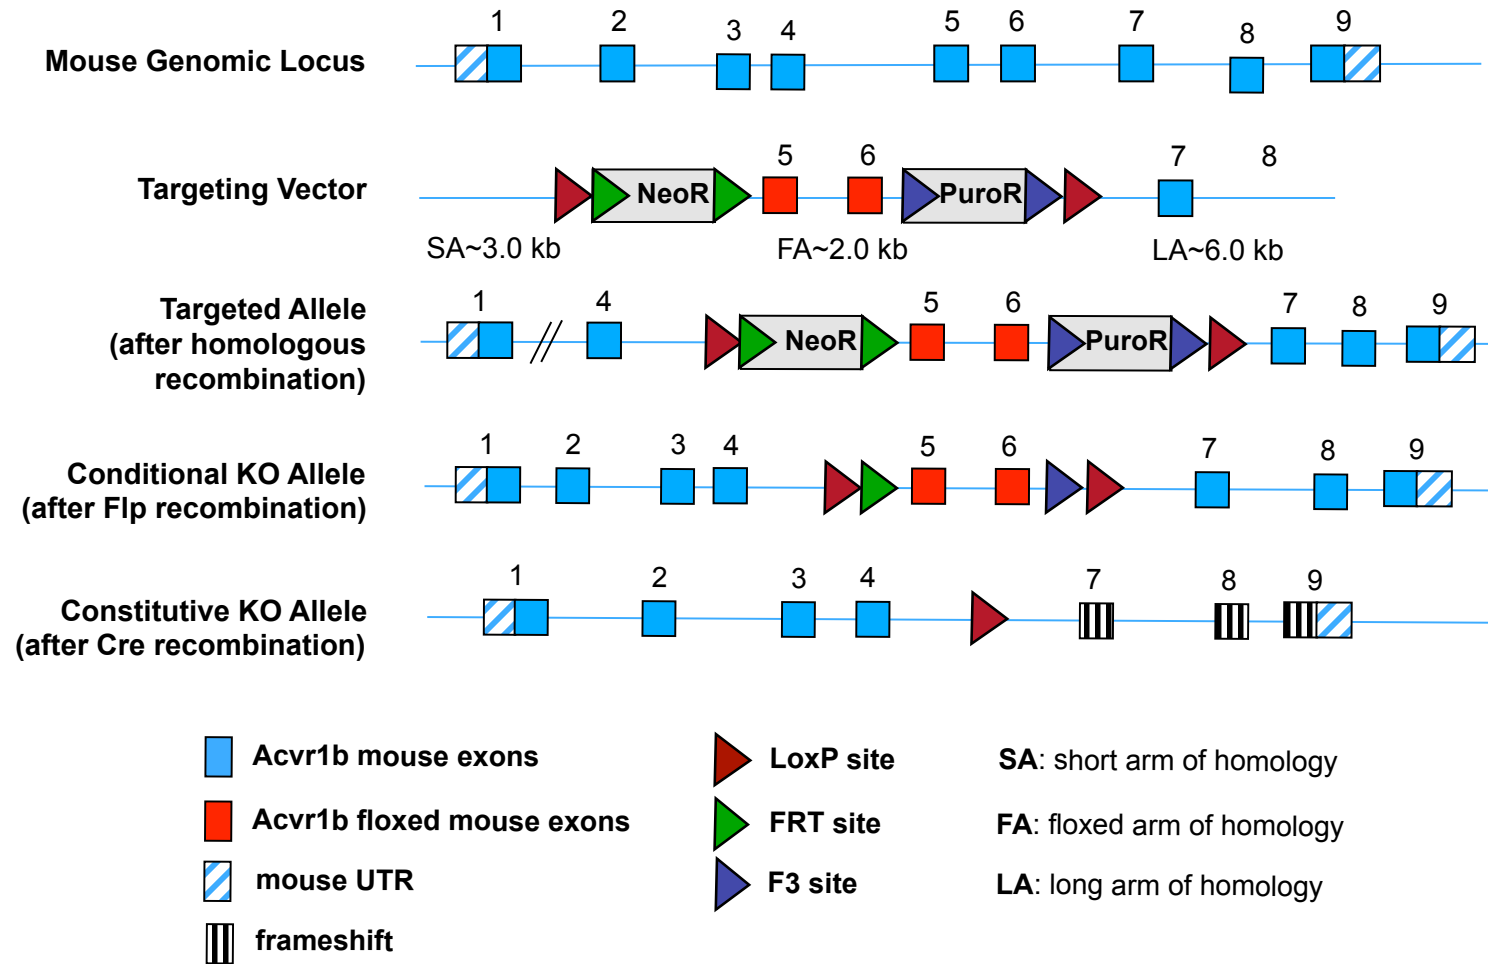 1 2 3 4 5 6 7 8 9
Mouse Genomic Locus
5 6 7 8
Targeting Vector NeoR PuroR
SA~3.0 kb FA~2.0 kb LA~6.0 kb
Targeted Allele
(after homologous
recombination)
1 4 5 6 7 8 9
NeoR PuroR
1 2 3 4 5 6 7 8 9
Conditional KO Allele
(after Flp recombination)
1 2 3 4 7 8 9
Constitutive KO Allele
(after Cre recombination)
Acvr1b mouse exons
Acvr1b floxed mouse exons
mouse UTR
frameshift
LoxP site
FRT site
F3 site
SA: short arm of homology
FA: floxed arm of homology
LA: long arm of homology